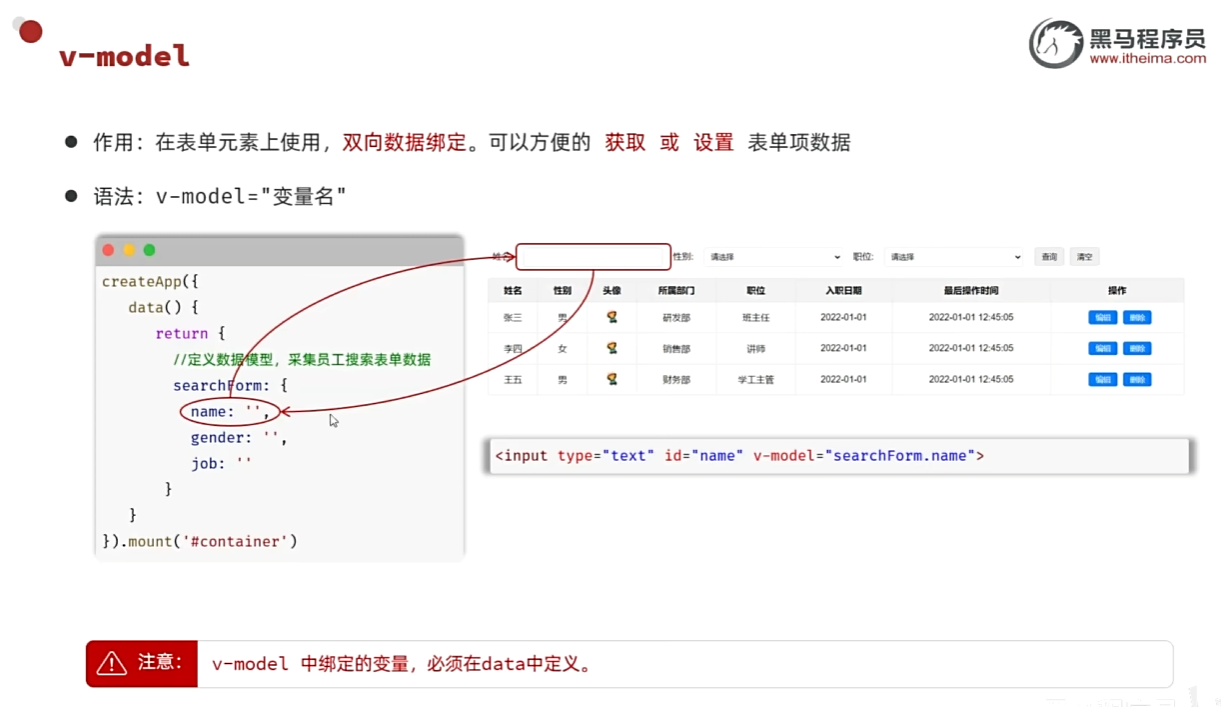 v-model
黑马程序员
www.itheima.com
作用：在表单元素上使用，双向数据绑定。可以方便的 获取 或 设置 表单项数据
语法：v-model="变量名"
createApp({
data() {
return {
//定义数据模型，采集员工搜索表单数据
searchForm: {
name: '',
gender: '',
job: ''
}
}
}).mount('#container')
姓名 性别: 请选择 职位: 请选择 查询 清空
姓名 性别 头像 所属部门 职位 入职日期 最后操作时间 操作
张三 男 研发部 班主任 2022-01-01 2022-01-01 12:45:05 编辑 删除
李四 女 销售部 讲师 2022-01-01 2022-01-01 12:45:05 编辑 删除
王五 男 财务部 学工主管 2022-01-01 2022-01-01 12:45:05 编辑 删除
<input type="text" id="name" v-model="searchForm.name">
注意：
v-model 中绑定的变量，必须在data中定义。